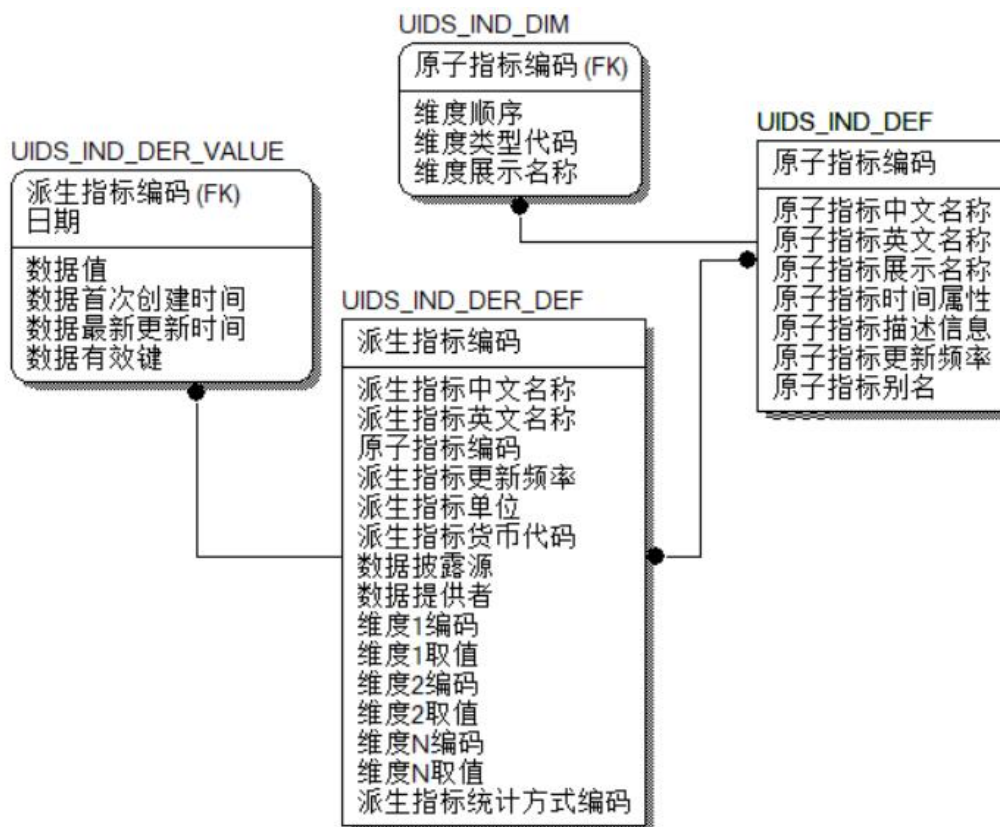 UIDS_IND_DIM
原子指标编码 (FK)
维度顺序
维度类型代码
维度展示名称
UIDS_IND_DEF
原子指标编码
原子指标中文名称
原子指标英文名称
原子指标展示名称
原子指标时间属性
原子指标描述信息
原子指标更新频率
原子指标别名
UIDS_IND_DER_VALUE
派生指标编码 (FK)
日期
数据值
数据首次创建时间
数据最新更新时间
数据有效键
UIDS_IND_DER_DEF
派生指标编码
派生指标中文名称
派生指标英文名称
原子指标编码
派生指标更新频率
派生指标单位
派生指标货币代码
数据披露源
数据提供者
维度1编码
维度1取值
维度2编码
维度2取值
维度N编码
维度N取值
派生指标统计方式编码